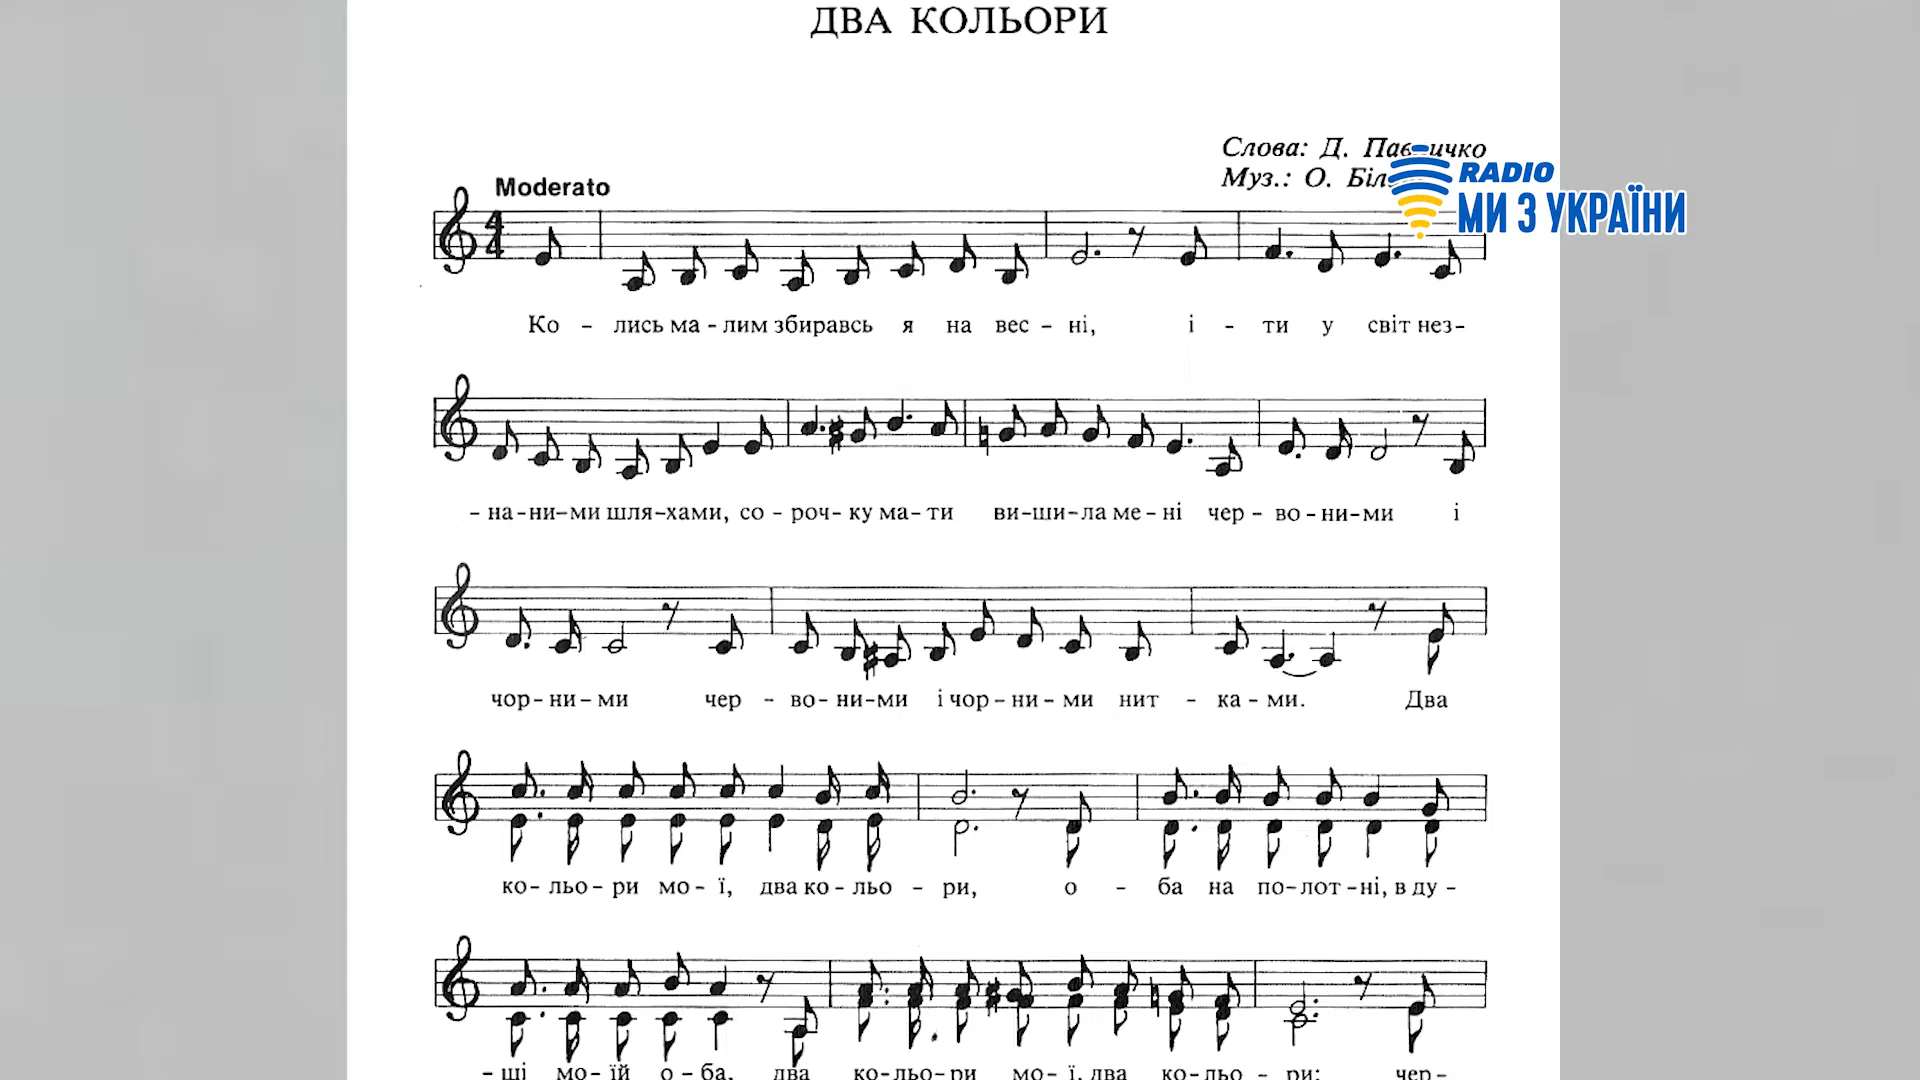 ДВА КОЛЬОРИ
Слова: Д.
Муз.: О.
RADIO
МИ З УКРАЇНИ
Moderato
4
4
Ко - лись ма - лим збиравсь я на вес - ні, і - ти у світ нез-
- на-ни-ми шля-хами, со - роч- ку ма- ти ви-ши-ла ме-ні чер - во-ни-ми і
чор-ни-ми чер - во-ни-ми і чор-ни-ми нит - ка-ми. Два
ко- льо- ри мо- ї, два ко- льо - ри, о - ба на по-лот-ні, в ду -
- ші мо- їй о - ба, два ко-льо-ри мо- ї, два ко-льо - ри: чер-